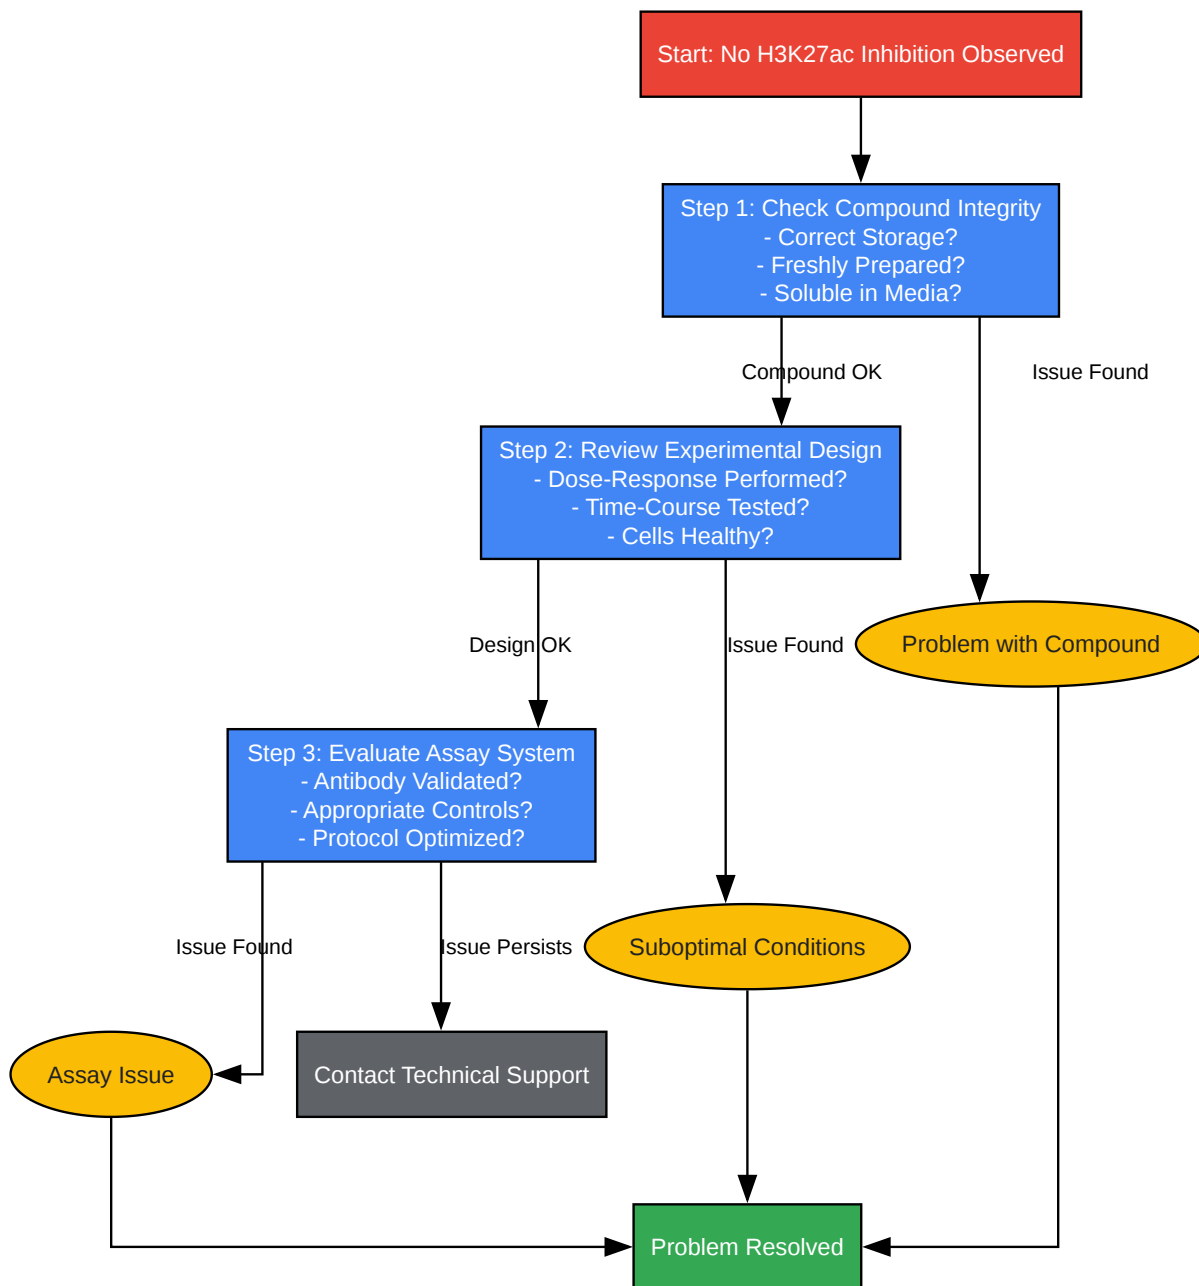 Start: No H3K27ac Inhibition Observed
Step 1: Check Compound Integrity
- Correct Storage?
- Freshly Prepared?
- Soluble in Media?
Compound OK
Issue Found
Step 2: Review Experimental Design
- Dose-Response Performed?
- Time-Course Tested?
- Cells Healthy?
Design OK
Issue Found
Problem with Compound
Step 3: Evaluate Assay System
- Antibody Validated?
- Appropriate Controls?
- Protocol Optimized?
Issue Found
Issue Persists
Suboptimal Conditions
Assay Issue
Contact Technical Support
Problem Resolved